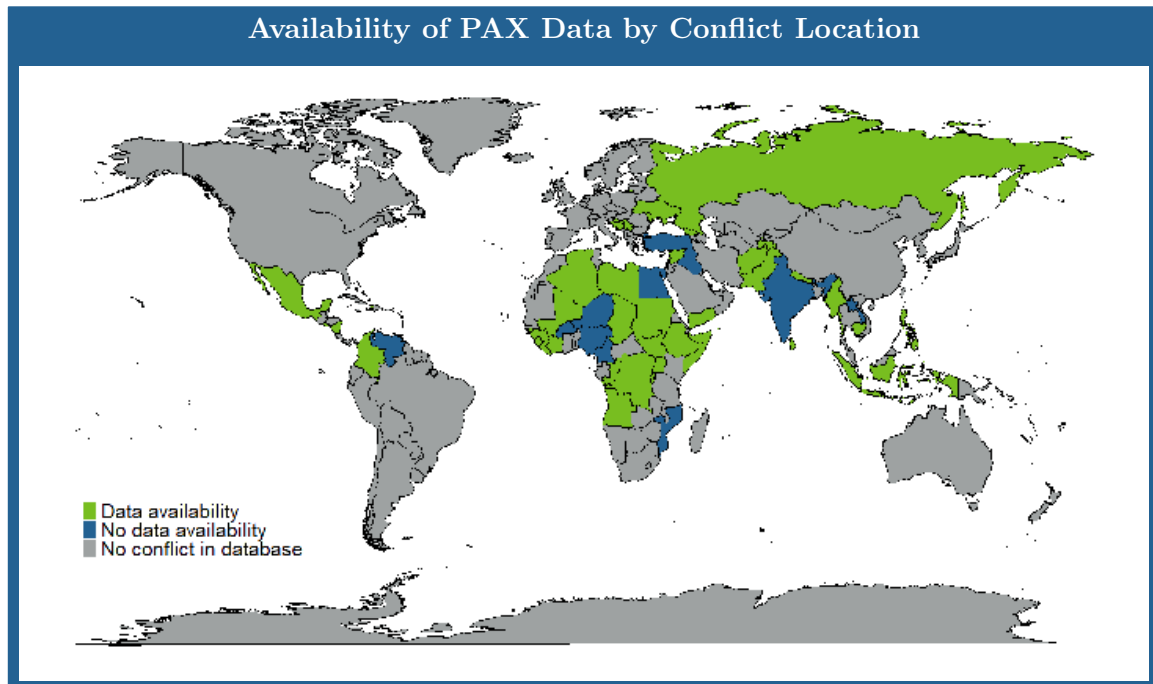 Availability of PAX Data by Conflict Location
Data availability
No data availability
No conflict in database